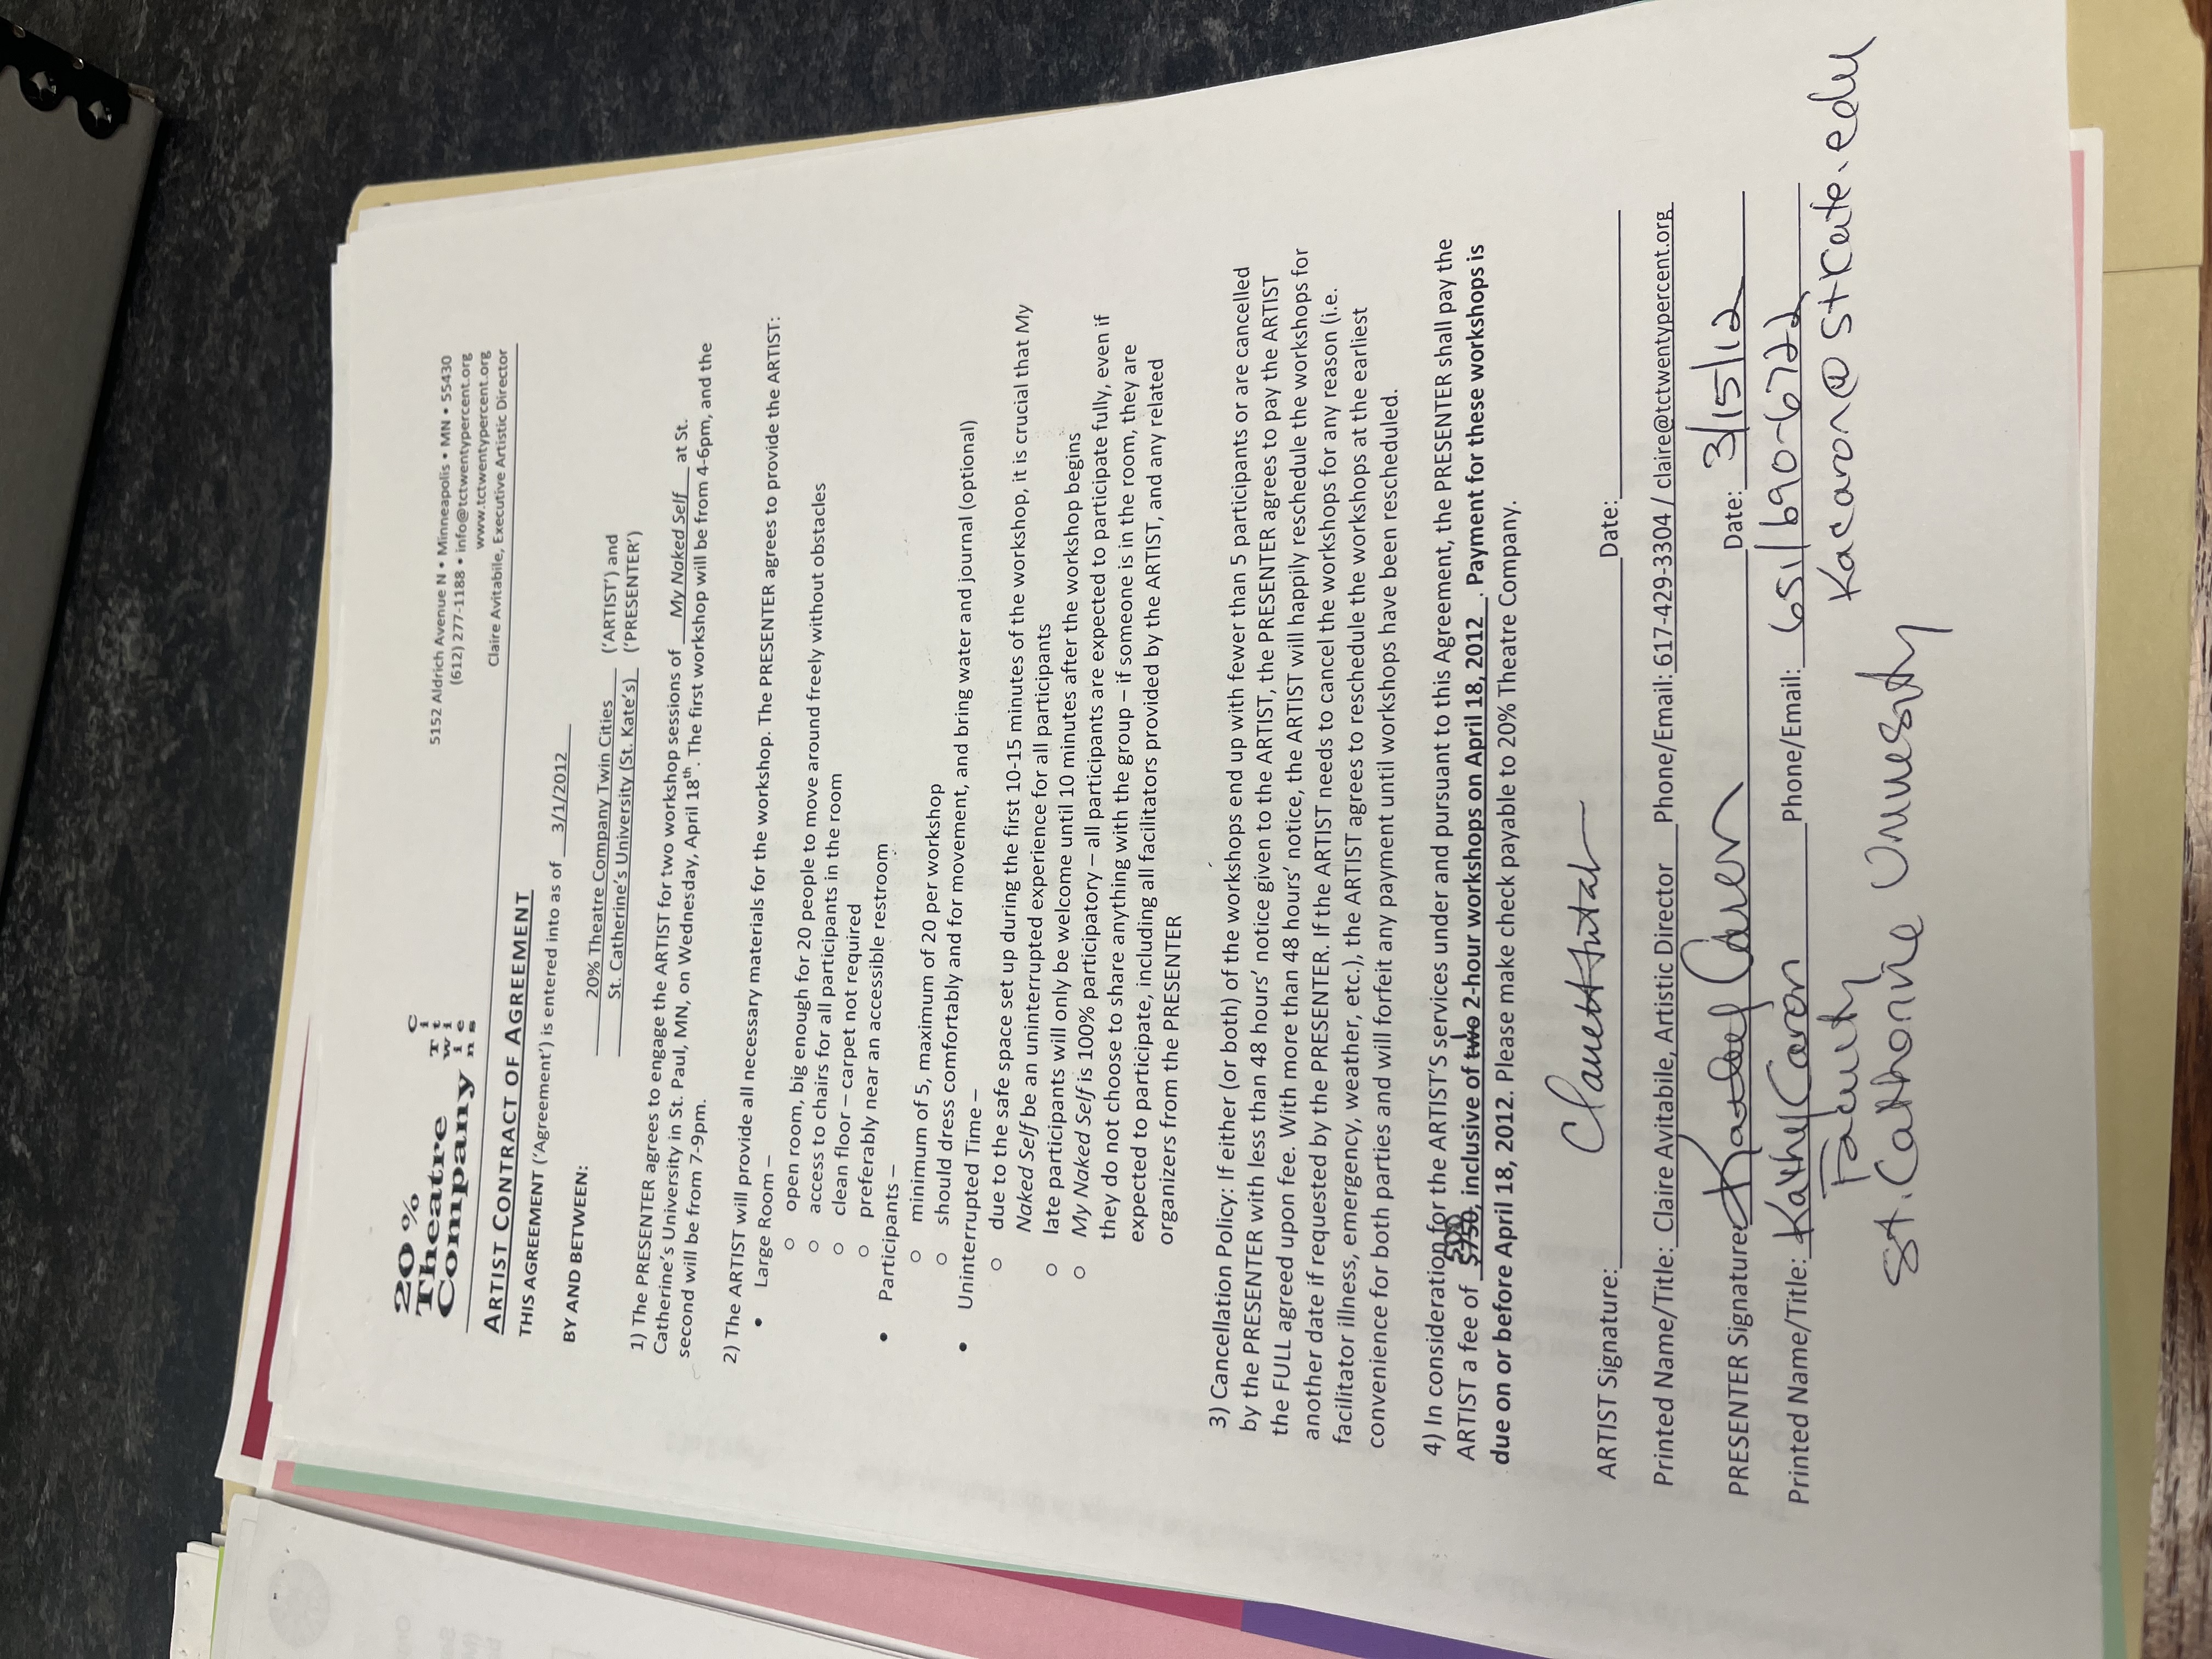 20%
Theatre
Company
Twin
Cities
5152 Aldrich Avenue N • Minneapolis • MN • 55430
(612) 277-1188 • info@tctwentypercent.org
www.tctwentypercent.org
Claire Avitabile, Executive Artistic Director
ARTIST CONTRACT OF AGREEMENT
THIS AGREEMENT (‘Agreement’) is entered into as of 3/1/2012
BY AND BETWEEN:
20% Theatre Company Twin Cities (‘ARTIST’) and
St. Catherine’s University (St. Kate’s) (‘PRESENTER’)
1) The PRESENTER agrees to engage the ARTIST for two workshop sessions of My Naked Self at St.
Catherine’s University in St. Paul, MN, on Wednesday, April 18th. The first workshop will be from 4-6pm, and the
second will be from 7-9pm.
2) The ARTIST will provide all necessary materials for the workshop. The PRESENTER agrees to provide the ARTIST:
• Large Room –
o open room, big enough for 20 people to move around freely without obstacles
o access to chairs for all participants in the room
o clean floor – carpet not required
o preferably near an accessible restroom
• Participants –
o minimum of 5, maximum of 20 per workshop
o should dress comfortably and for movement, and bring water and journal (optional)
• Uninterrupted Time –
o due to the safe space set up during the first 10-15 minutes of the workshop, it is crucial that My
Naked Self be an uninterrupted experience for all participants
o late participants will only be welcome until 10 minutes after the workshop begins
o My Naked Self is 100% participatory – all participants are expected to participate fully, even if
they do not choose to share anything with the group – if someone is in the room, they are
expected to participate, including all facilitators provided by the ARTIST, and any related
organizers from the PRESENTER
3) Cancellation Policy: If either (or both) of the workshops end up with fewer than 5 participants or are cancelled
by the PRESENTER with less than 48 hours’ notice given to the ARTIST, the PRESENTER agrees to pay the ARTIST
the FULL agreed upon fee. With more than 48 hours’ notice, the ARTIST will happily reschedule the workshops for
another date if requested by the PRESENTER. If the ARTIST needs to cancel the workshops for any reason (i.e.
facilitator illness, emergency, weather, etc.), the ARTIST agrees to reschedule the workshops at the earliest
convenience for both parties and will forfeit any payment until workshops have been rescheduled.
4) In consideration for the ARTIST’S services under and pursuant to this Agreement, the PRESENTER shall pay the
500 1
ARTIST a fee of $750, inclusive of two 2-hour workshops on April 18, 2012 . Payment for these workshops is
due on or before April 18, 2012. Please make check payable to 20% Theatre Company.
ARTIST Signature: Date:
Printed Name/Title: Claire Avitabile, Artistic Director Phone/Email: 617-429-3304 / claire@tctwentypercent.org
PRESENTER Signature: Caron Date: 3/15/12
Printed Name/Title: Kathy Caron Phone/Email: 651/690-6722
Faculty Kacaron@stkate.edu
St. Catherine University